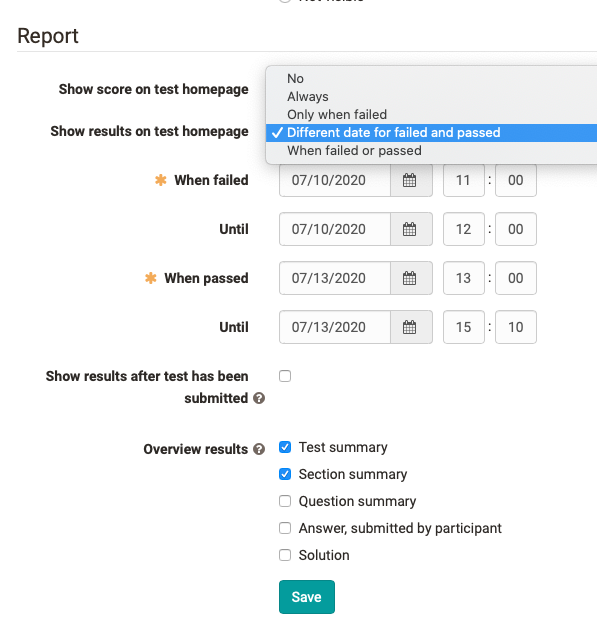 Not visible
Report
Show score on test homepage
No
Always
Only when failed
Show results on test homepage
✓ Different date for failed and passed
When failed or passed
When failed 07/10/2020 11 : 00
Until 07/10/2020 12 : 00
When passed 07/13/2020 13 : 00
Until 07/13/2020 15 : 10
Show results after test has been
submitted ?
Overview results ? Test summary
Section summary
Question summary
Answer, submitted by participant
Solution
Save